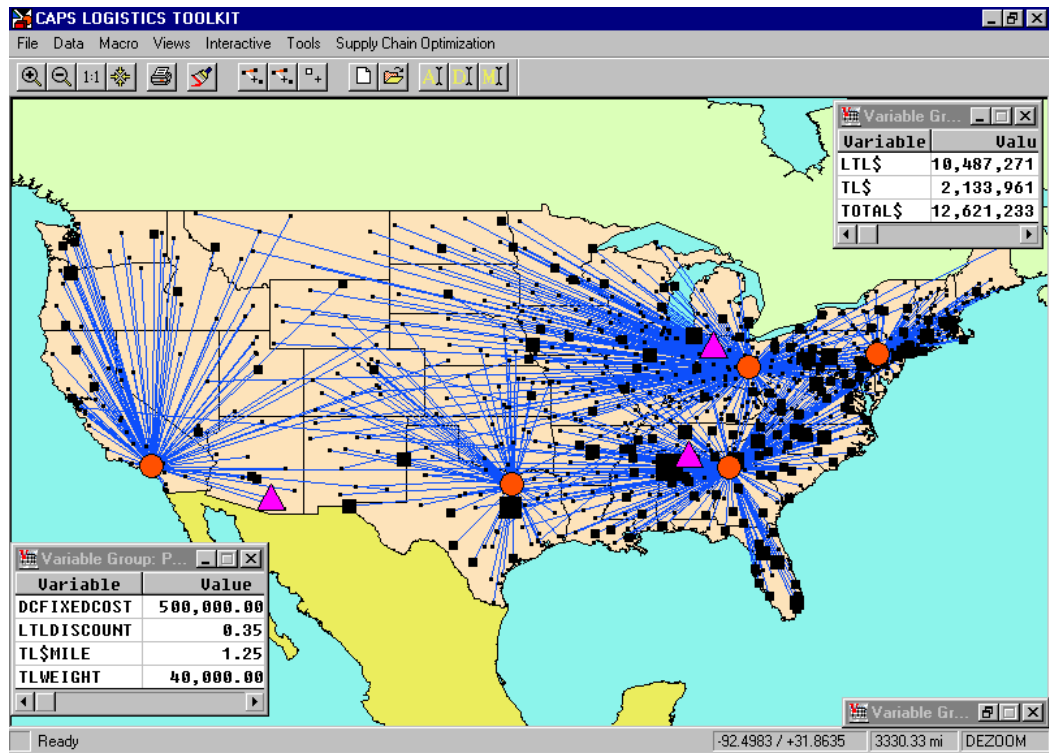 CAPS LOGISTICS TOOLKIT
File Data Macro Views Interactive Tools Supply Chain Optimization
1:1 A D M
Variable Gr...
Variable Valu
LTL$ 10,487,271
TL$ 2,133,961
TOTAL$ 12,621,233
Variable Group: P...
Variable Value
DCFIXEDCOST 500,000.00
LTLDISCOUNT 0.35
TL$MILE 1.25
TLWEIGHT 40,000.00
Variable Gr...
Ready -92.4983 / +31.8635 3330.33 mi DEZOOM